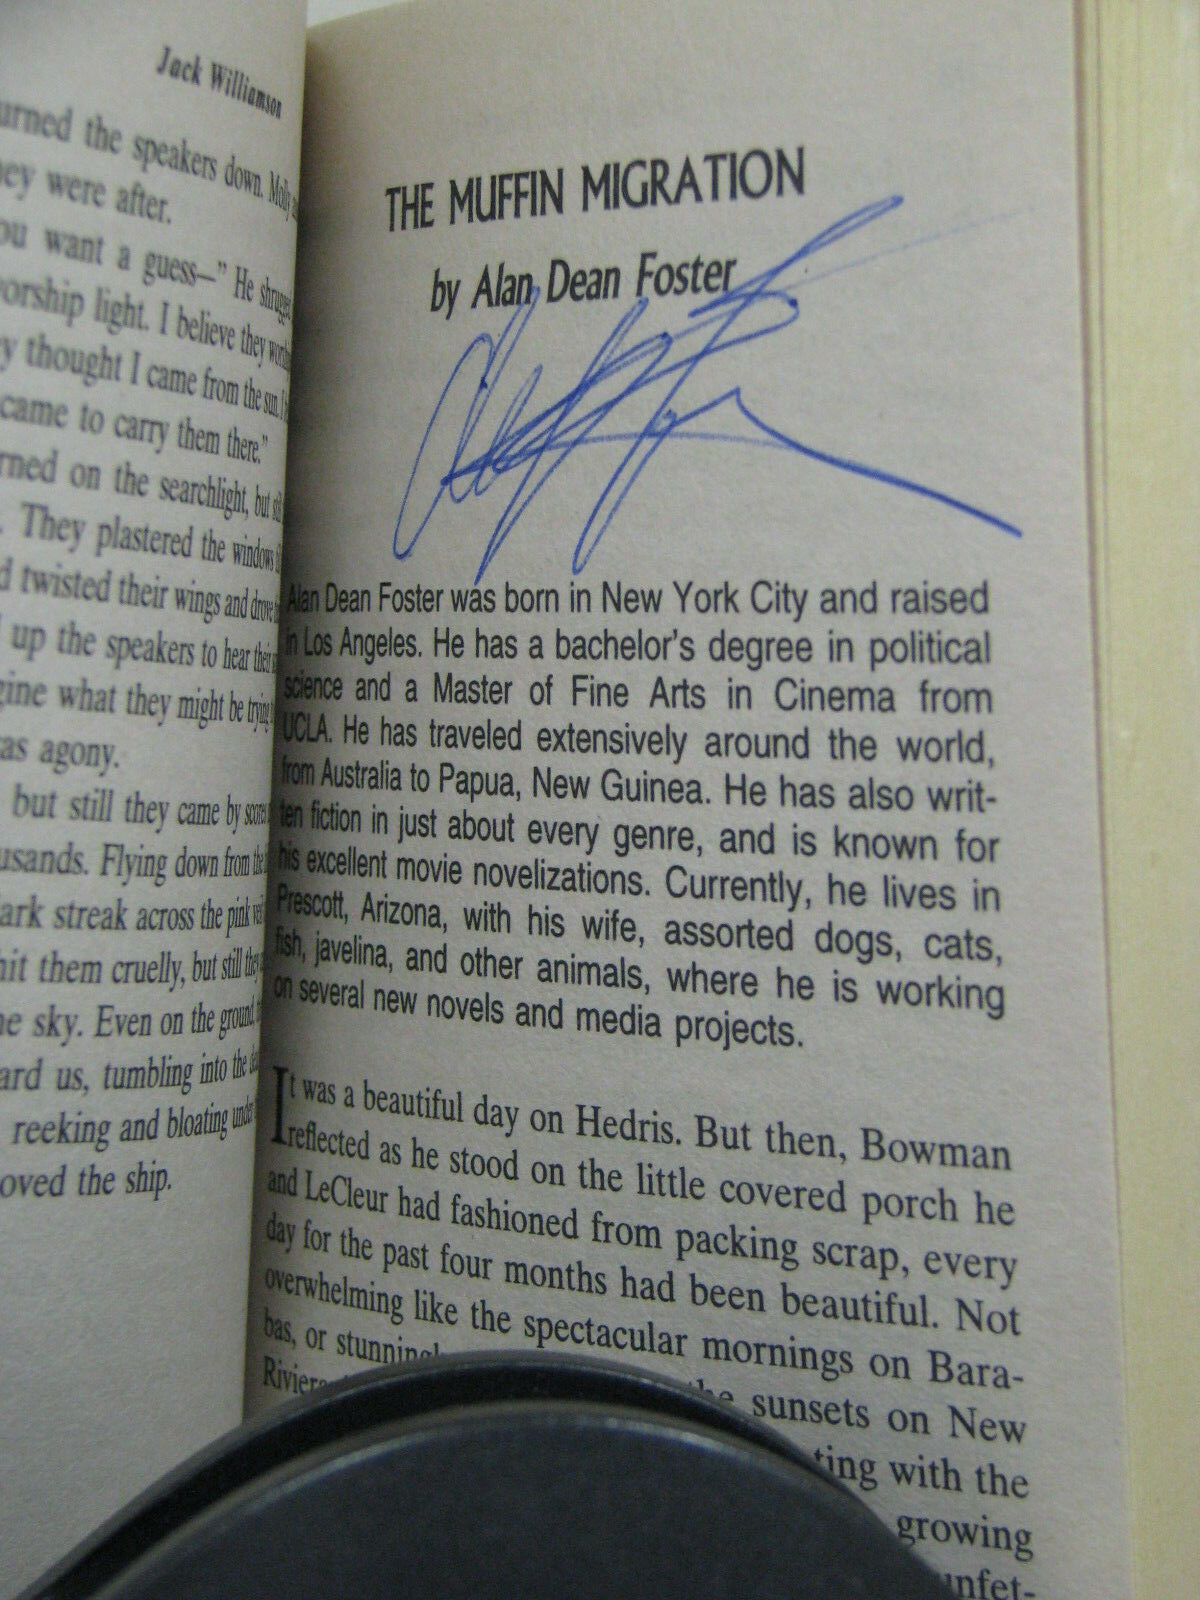 Jack Williamson
urned the speakers down. Molly
ey were after.
ou want a guess—" He shrugged
orship light. I believe they
y thought I came from the sun. I
came to carry them there."
rned on the searchlight, but
. They plastered the windows
d twisted their wings and drove
up the speakers to hear their
gine what they might be trying
as agony.
but still they came by scores
usands. Flying down from the
ark streak across the pink
hit them cruelly, but still they
e sky. Even on the ground,
ard us, tumbling into the
reeking and bloating under
oved the ship.
THE MUFFIN MIGRATION
by Alan Dean Foster
Alan Dean Foster was born in New York City and raised
in Los Angeles. He has a bachelor's degree in political
science and a Master of Fine Arts in Cinema from
UCLA. He has traveled extensively around the world,
from Australia to Papua, New Guinea. He has also writ-
ten fiction in just about every genre, and is known for
his excellent movie novelizations. Currently, he lives in
Prescott, Arizona, with his wife, assorted dogs, cats,
fish, javelina, and other animals, where he is working
on several new novels and media projects.
It was a beautiful day on Hedris. But then, Bowman
reflected as he stood on the little covered porch he
and LeCleur had fashioned from packing scrap, every
day for the past four months had been beautiful. Not
overwhelming like the spectacular mornings on Bara-
bas, or stunningl
Riviera the sunsets on New
ting with the
growing
unfet-